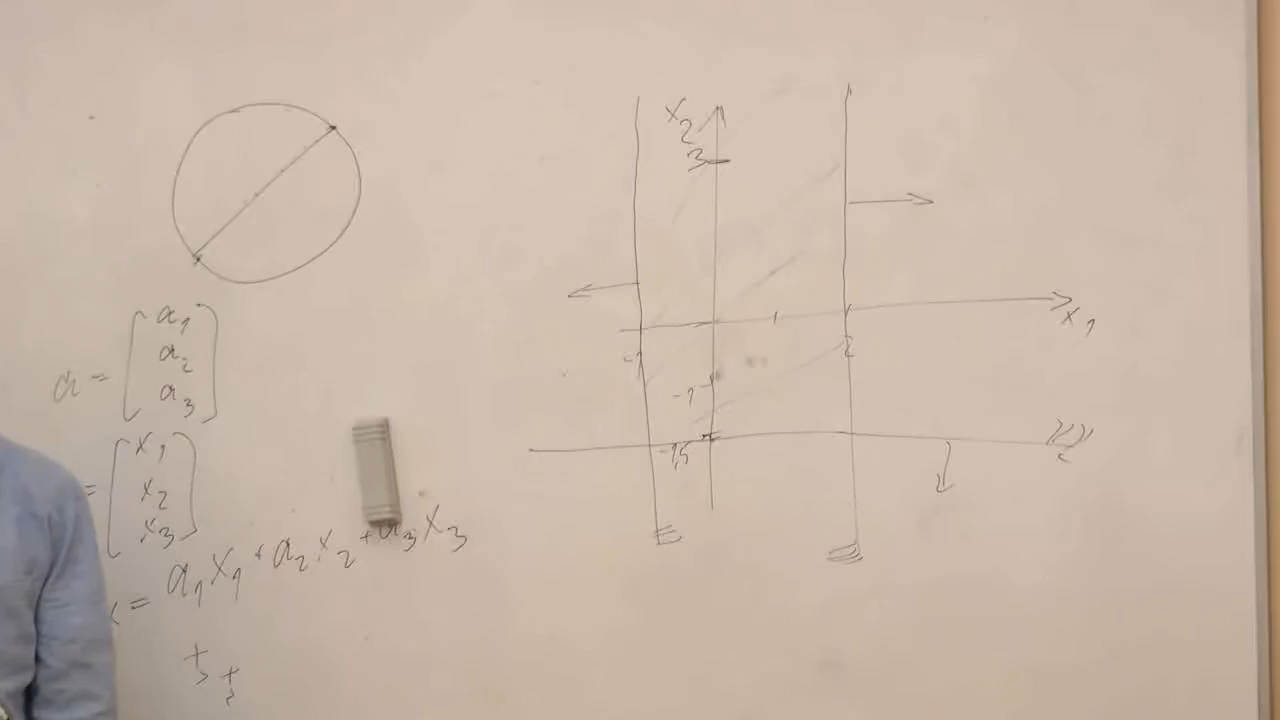 a = [ a₁
a₂
a₃ ]
= [ x₁
x₂
x₃ ]
= a₁x₁ + a₂x₂ + a₃x₃
x₂
3
x₁
-1
1
2
-1
-1,5